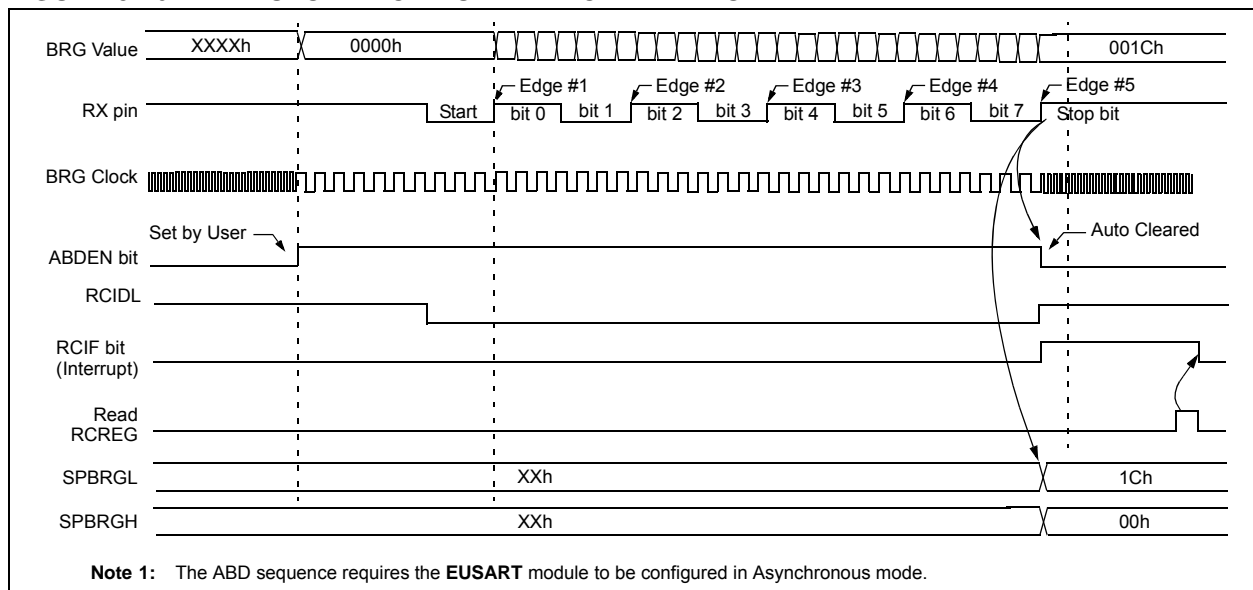 BRG Value XXXXh 0000h 001Ch
Edge #1 Edge #2 Edge #3 Edge #4 Edge #5
RX pin Start bit 0 bit 1 bit 2 bit 3 bit 4 bit 5 bit 6 bit 7 Stop bit
BRG Clock
Set by User Auto Cleared
ABDEN bit
RCIDL
RCIF bit
(Interrupt)
Read
RCREG
SPBRGL XXh 1Ch
SPBRGH XXh 00h
Note 1: The ABD sequence requires the EUSART module to be configured in Asynchronous mode.